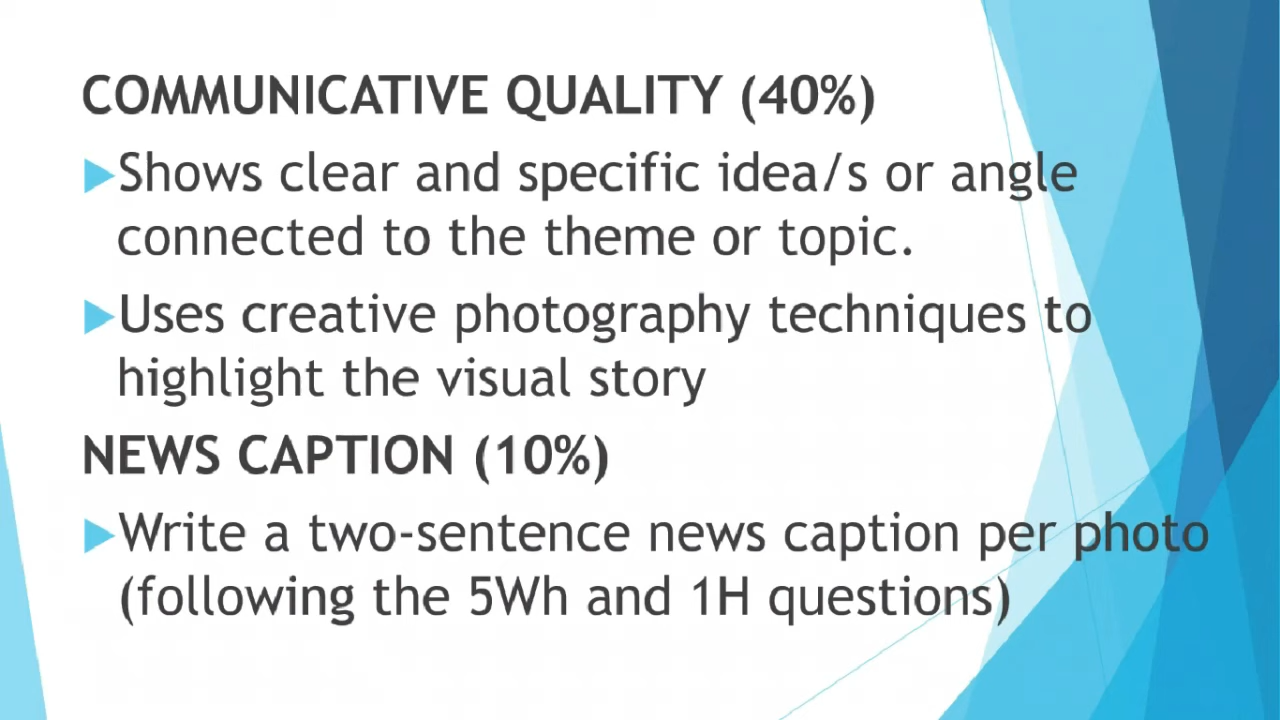 COMMUNICATIVE QUALITY (40%)
Shows clear and specific idea/s or angle
connected to the theme or topic.
Uses creative photography techniques to
highlight the visual story
NEWS CAPTION (10%)
Write a two-sentence news caption per photo
(following the 5Wh and 1H questions)